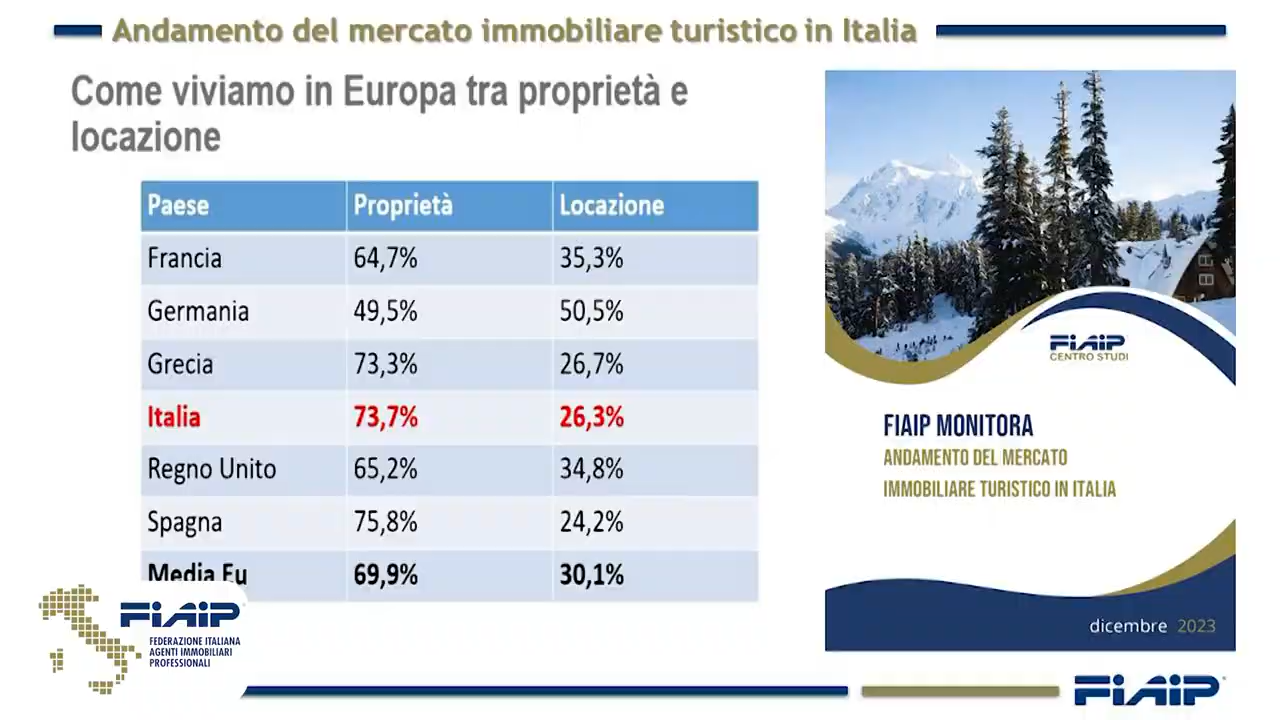 Andamento del mercato immobiliare turistico in Italia
Come viviamo in Europa tra proprietà e
locazione
Paese Proprietà Locazione
Francia 64,7% 35,3%
Germania 49,5% 50,5%
Grecia 73,3% 26,7%
Italia 73,7% 26,3%
Regno Unito 65,2% 34,8%
Spagna 75,8% 24,2%
Media Eu 69,9% 30,1%
FIAIP
CENTRO STUDI
FIAIP MONITORA
ANDAMENTO DEL MERCATO
IMMOBILIARE TURISTICO IN ITALIA
dicembre 2023
FIAIP
FEDERAZIONE ITALIANA
AGENTI IMMOBILIARI
PROFESSIONALI
FIAIP